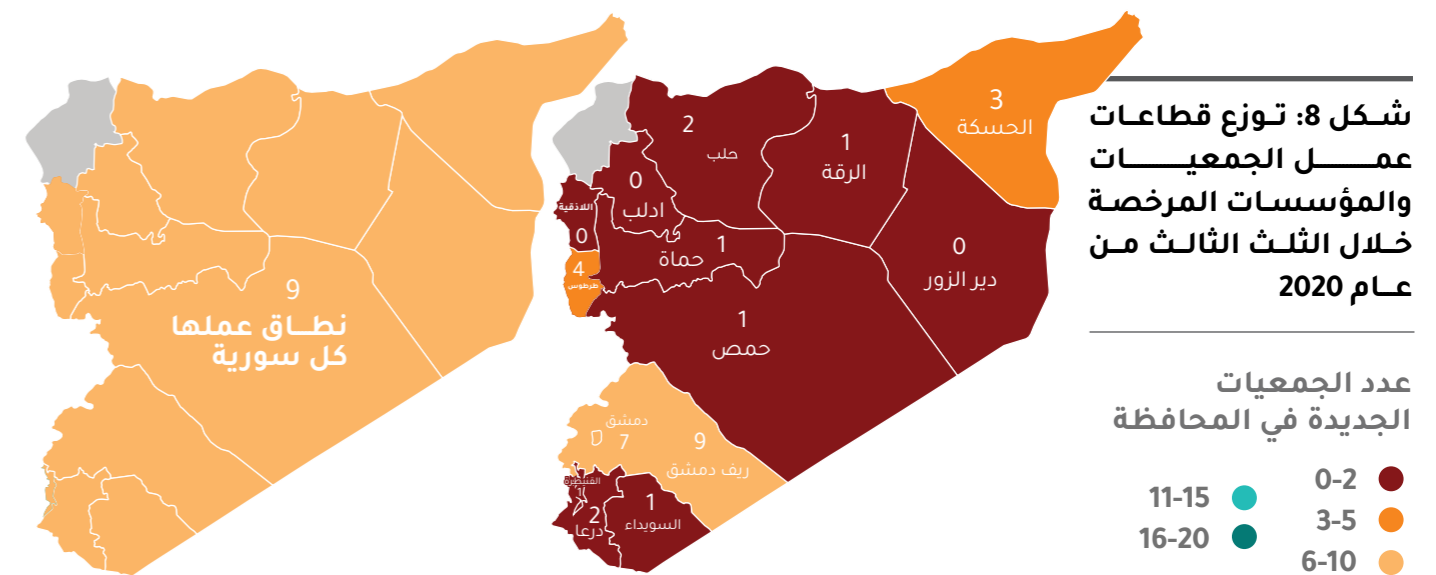 شكل 8: توزع قطاعات
عمل الجمعيات
والمؤسسات المرخصة
خلال الثلث الثالث من
عام 2020
عدد الجمعيات
الجديدة في المحافظة
0-2
3-5
6-10
11-15
16-20
3
الحسكة
2
حلب
1
الرقة
0
ادلب
اللاذقية
0
1
حماة
4
طرطوس
0
دير الزور
1
حمص
دمشق
7
9
ريف دمشق
القنيطرة
1
2
درعا
1
السويداء
9
نطاق عملها
كل سورية